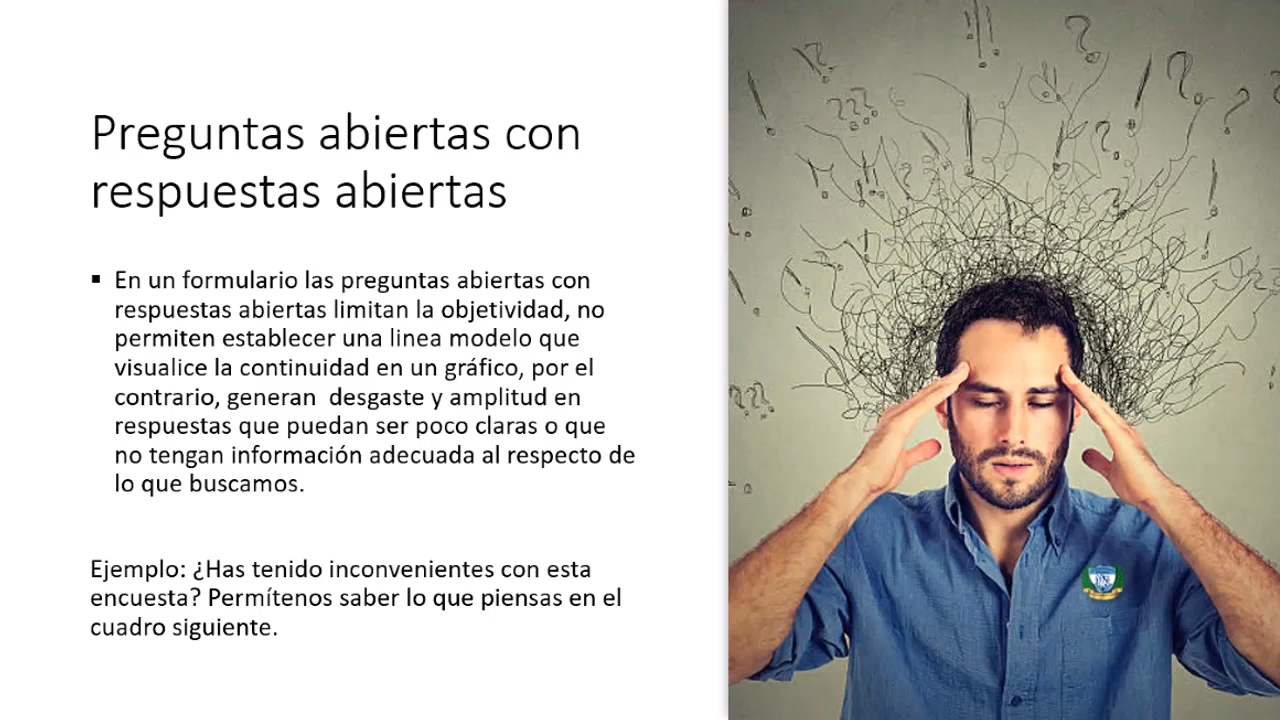 Preguntas abiertas con
respuestas abiertas
▪ En un formulario las preguntas abiertas con
respuestas abiertas limitan la objetividad, no
permiten establecer una linea modelo que
visualice la continuidad en un gráfico, por el
contrario, generan  desgaste y amplitud en
respuestas que puedan ser poco claras o que
no tengan información adecuada al respecto de
lo que buscamos.
Ejemplo: ¿Has tenido inconvenientes con esta
encuesta? Permítenos saber lo que piensas en el
cuadro siguiente.